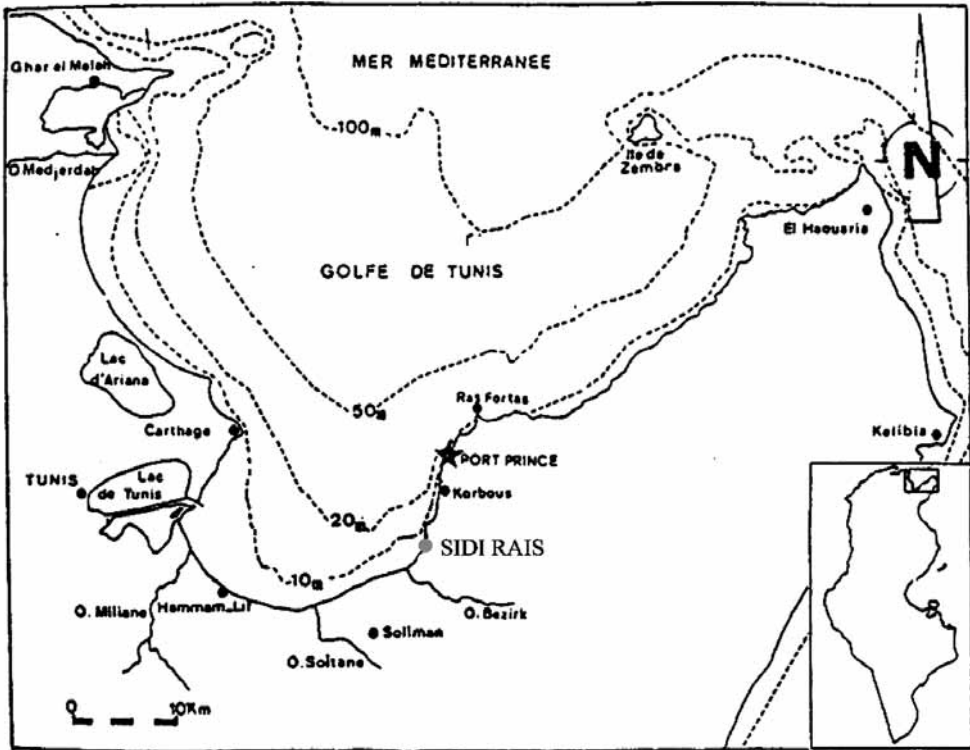 MER MEDITERRANEE
Ghar el Melah
100m
O Medjerdah
Ile de
Zembra
N
El Haouaria
GOLFE DE TUNIS
Lac
d'Ariana
Ras Fortas
50m
Carthage
Kelibia
PORT PRINCE
TUNIS
Lac
de Tunis
Korbous
20m
SIDI RAIS
10m
O. Miliane
Hammam_Lif
O. Bezirk
Soliman
O. Soltane
0 10Km